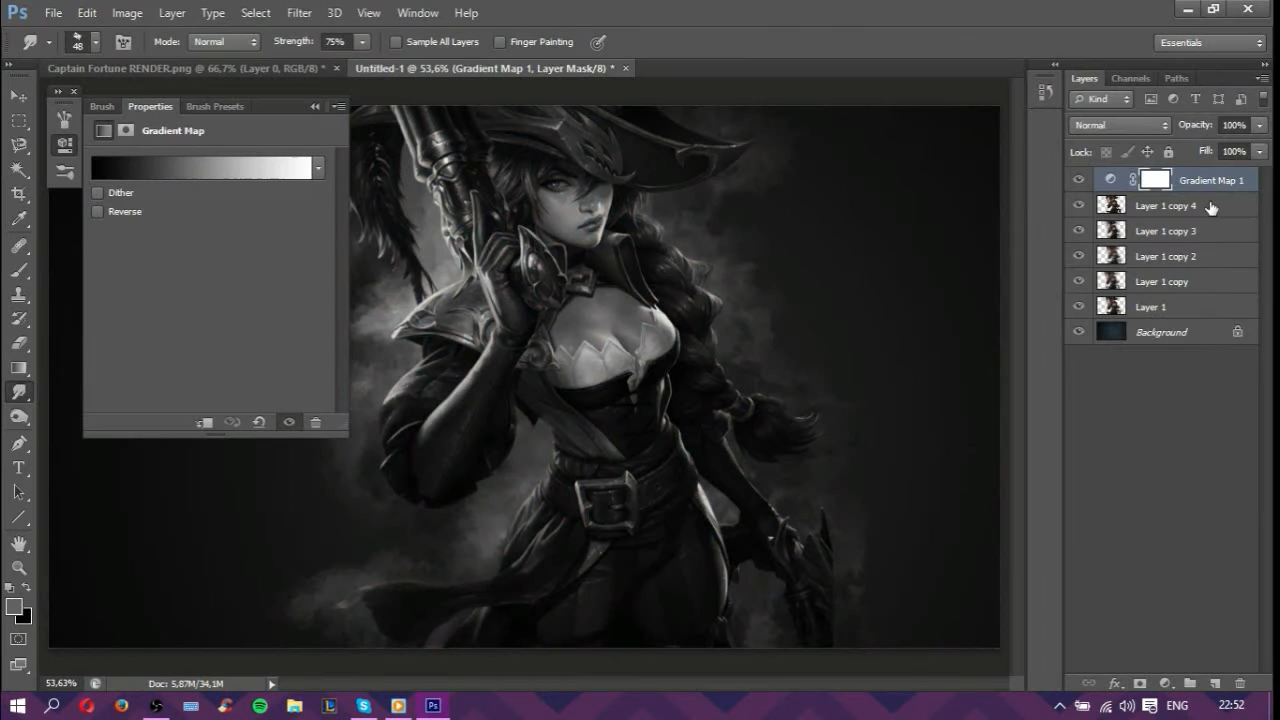 Ps File Edit Image Layer Type Select Filter 3D View Window Help
48 Mode: Normal Strength: 75% Sample All Layers Finger Painting Essentials
Captain Fortune RENDER.png @ 66,7% (Layer 0, RGB/8) * × Untitled-1 @ 53,6% (Gradient Map 1, Layer Mask/8) * ×
Layers Channels Paths
Brush Properties Brush Presets
Kind
Gradient Map
Normal Opacity: 100%
Lock: Fill: 100%
Dither
Reverse
Gradient Map 1
Layer 1 copy 4
Layer 1 copy 3
Layer 1 copy 2
Layer 1 copy
Layer 1
Background
fx
53,63% Doc: 5,87M/34,1M
ENG 22:52